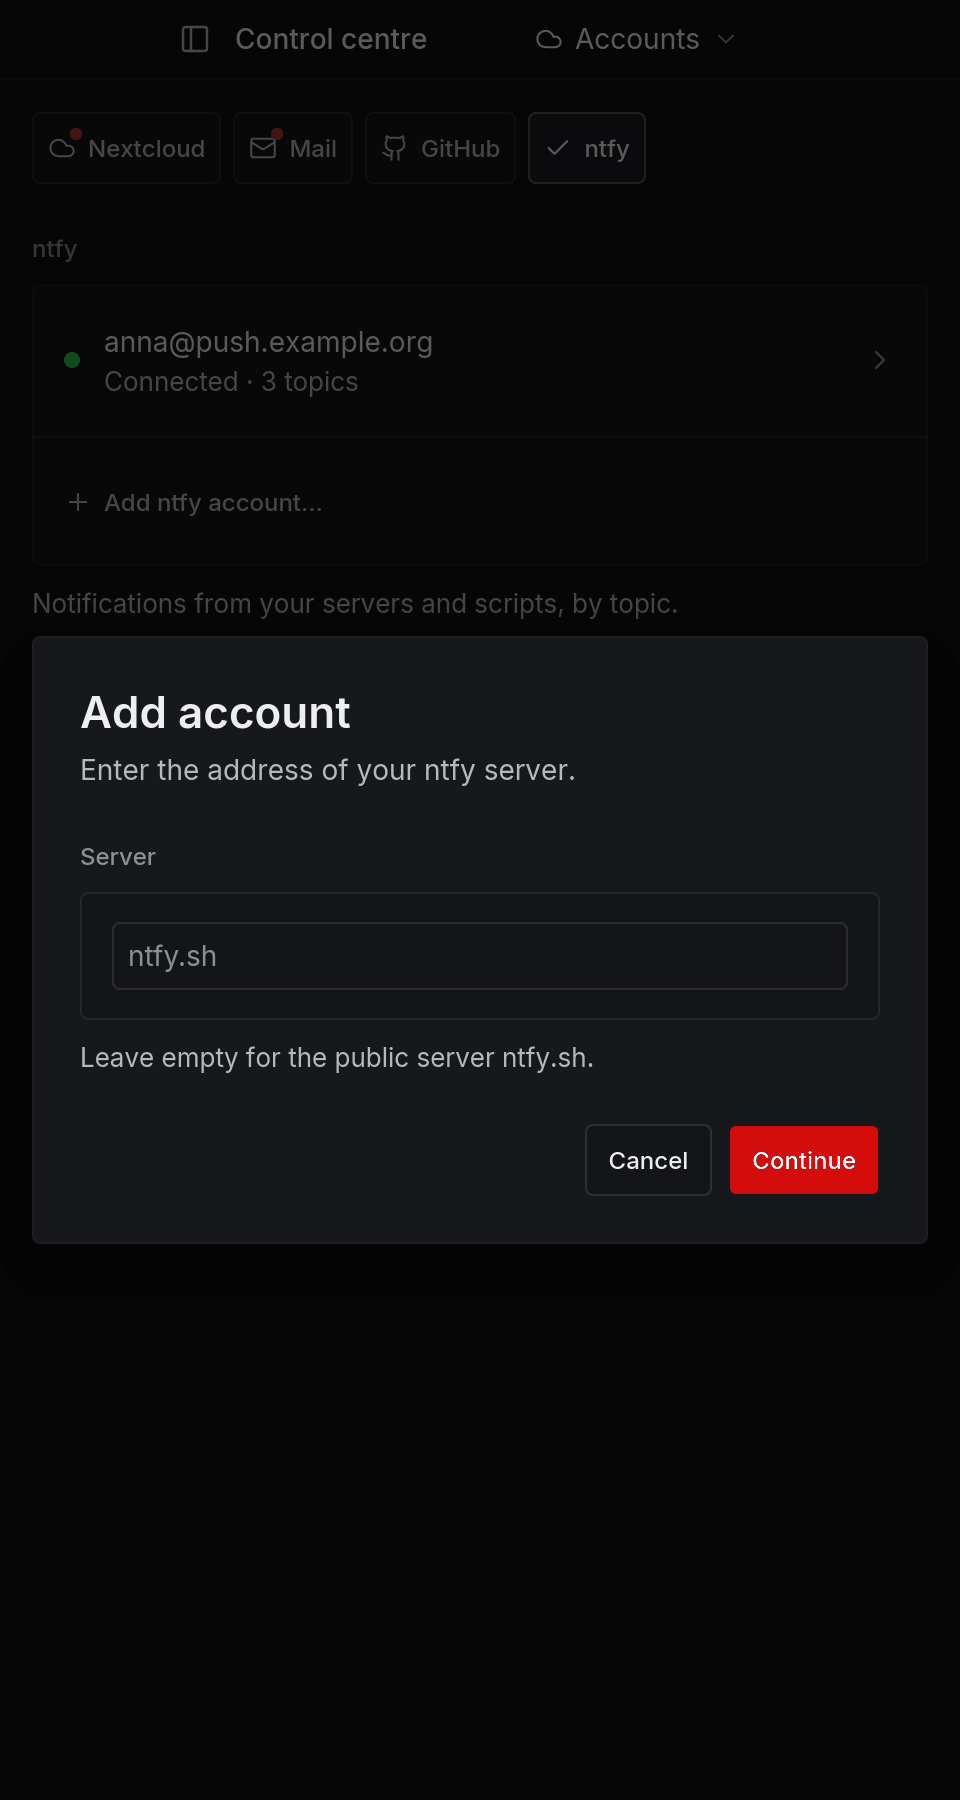 Control centre
Accounts
Nextcloud
Mail
GitHub
ntfy
ntfy
anna@push.example.org
Connected · 3 topics
Add ntfy account...
Notifications from your servers and scripts, by topic.
Add account
Enter the address of your ntfy server.
Server
ntfy.sh
Leave empty for the public server ntfy.sh.
Cancel
Continue